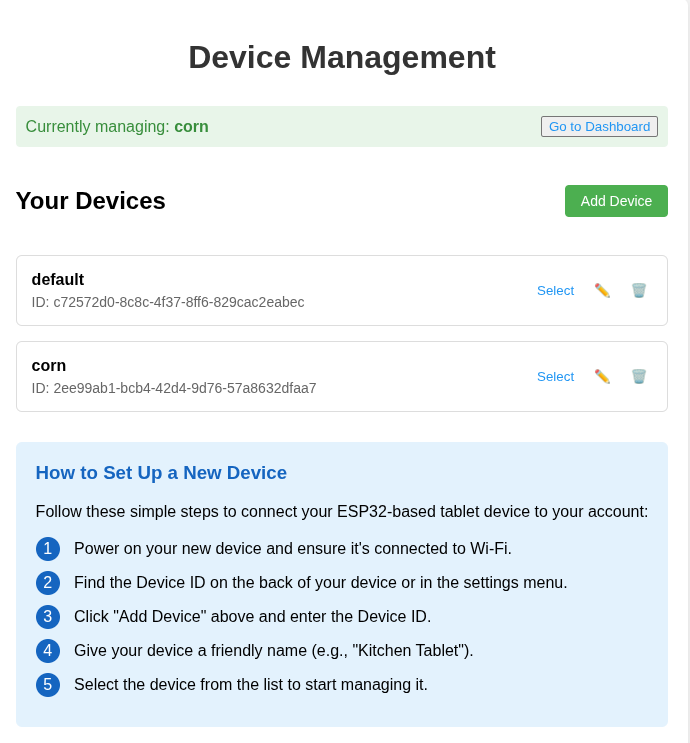 Device Management
Currently managing: corn
Go to Dashboard
Your Devices
Add Device
default
ID: c72572d0-8c8c-4f37-8ff6-829cac2eabec
Select
corn
ID: 2ee99ab1-bcb4-42d4-9d76-57a8632dfaa7
Select
How to Set Up a New Device
Follow these simple steps to connect your ESP32-based tablet device to your account:
1 Power on your new device and ensure it's connected to Wi-Fi.
2 Find the Device ID on the back of your device or in the settings menu.
3 Click "Add Device" above and enter the Device ID.
4 Give your device a friendly name (e.g., "Kitchen Tablet").
5 Select the device from the list to start managing it.